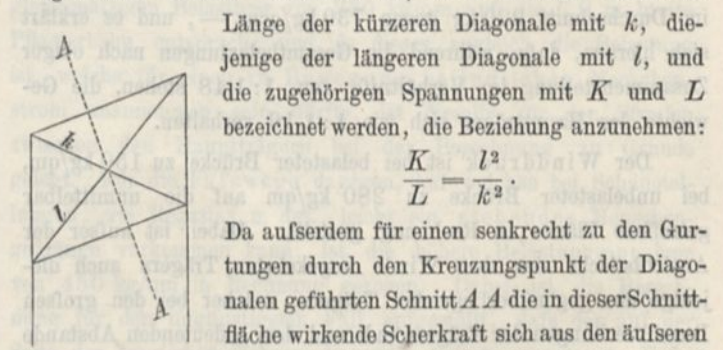 A
k
l
A
Länge der kürzeren Diagonale mit k, die-
jenige der längeren Diagonale mit l, und
die zugehörigen Spannungen mit K und L
bezeichnet werden, die Beziehung anzunehmen:
K/L = l²/k².
Da aufserdem für einen senkrecht zu den Gur-
tungen durch den Kreuzungspunkt der Diago-
nalen geführten Schnitt A A die in dieser Schnitt-
fläche wirkende Scherkraft sich aus den äufseren